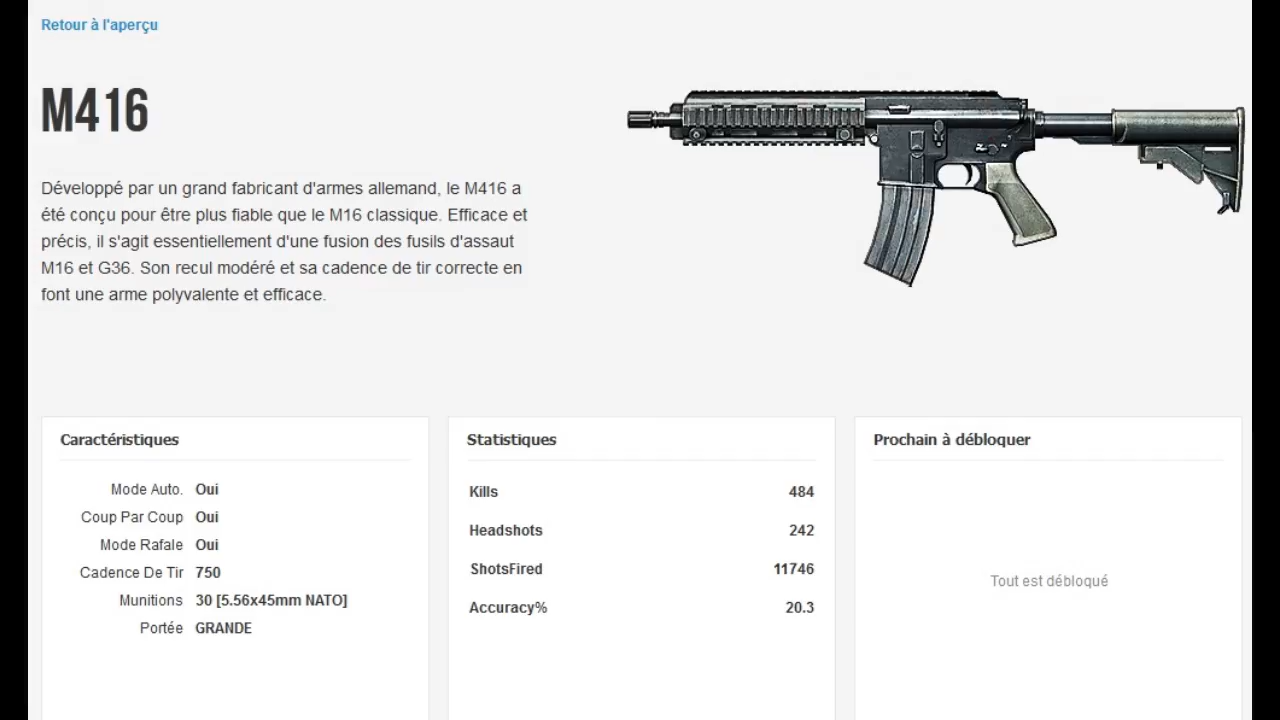 Retour à l'aperçu
M416
Développé par un grand fabricant d'armes allemand, le M416 a
été conçu pour être plus fiable que le M16 classique. Efficace et
précis, il s'agit essentiellement d'une fusion des fusils d'assaut
M16 et G36. Son recul modéré et sa cadence de tir correcte en
font une arme polyvalente et efficace.
Caractéristiques
Mode Auto. Oui
Coup Par Coup Oui
Mode Rafale Oui
Cadence De Tir 750
Munitions 30 [5.56x45mm NATO]
Portée GRANDE
Statistiques
Kills 484
Headshots 242
ShotsFired 11746
Accuracy% 20.3
Prochain à débloquer
Tout est débloqué